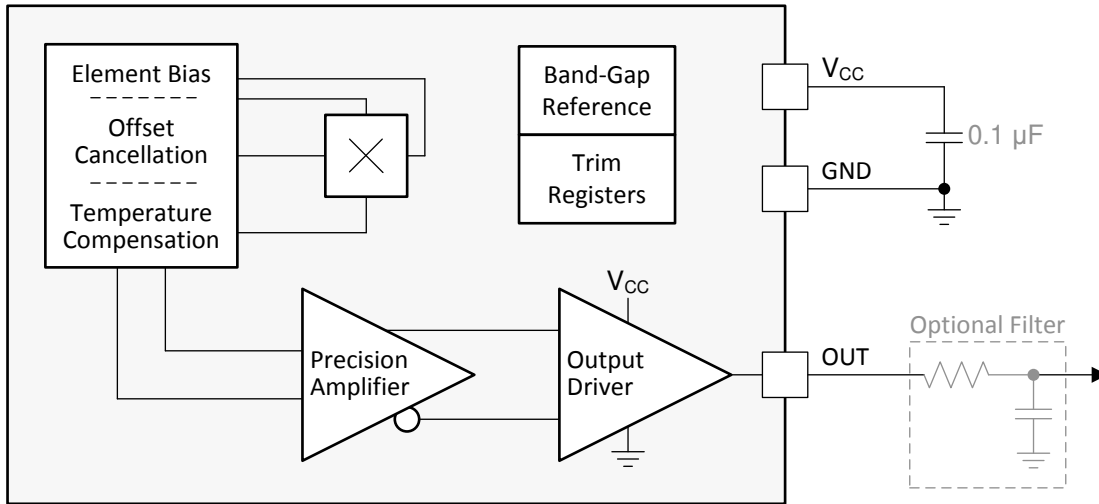 Element Bias
Offset
Cancellation
Temperature
Compensation
Band-Gap
Reference
Trim
Registers
VCC
0.1 µF
GND
VCC
Precision
Amplifier
Output
Driver
OUT
Optional Filter